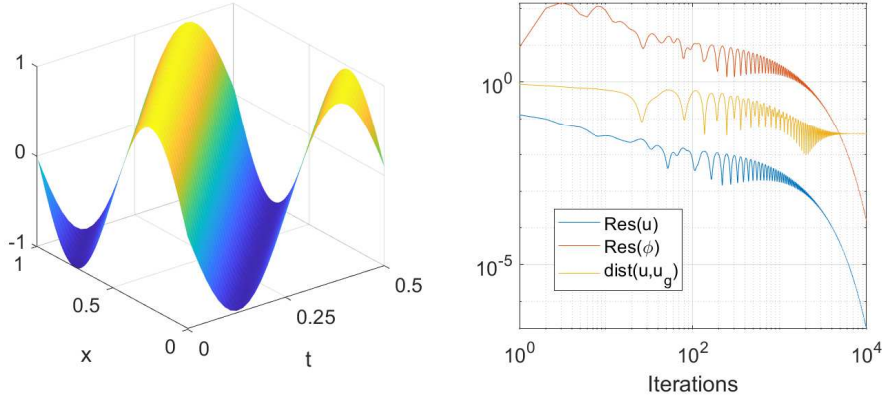 1
0
-1
1
0.5
0
x
0
0.25
0.5
t
10^0
10^-5
Res(u)
Res(ϕ)
dist(u,u_g)
10^0
10^2
10^4
Iterations